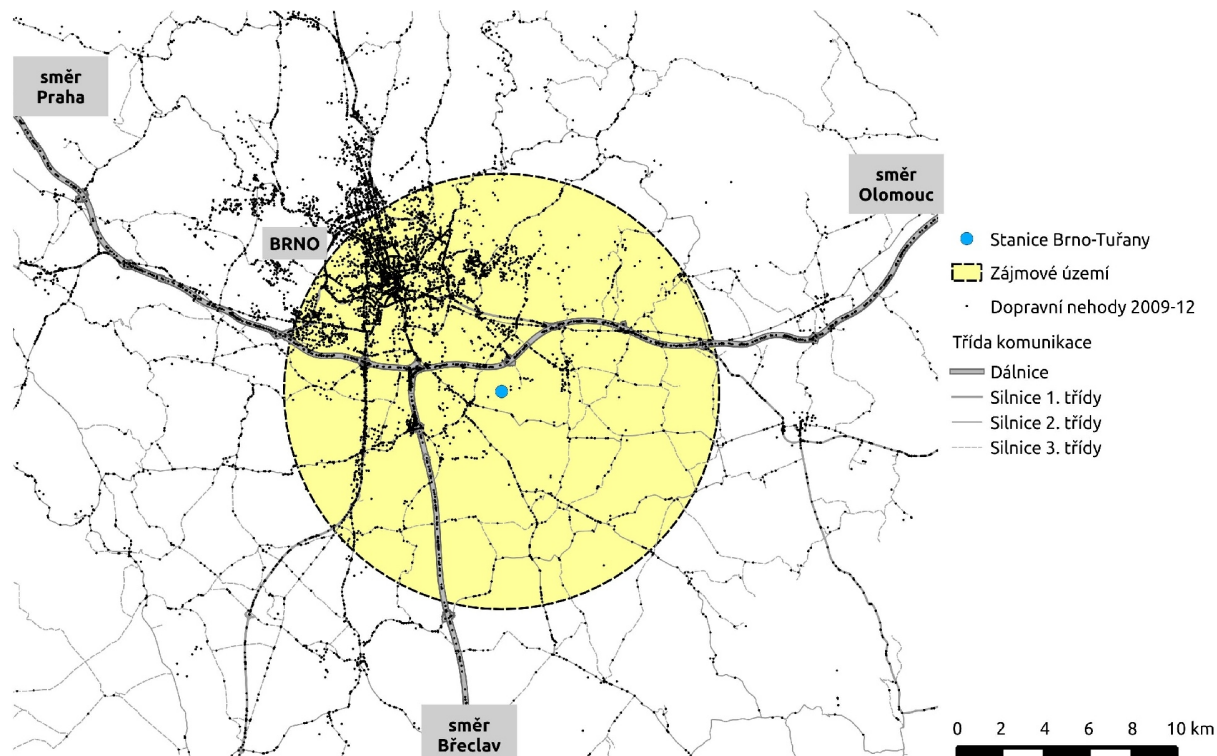 směr
Praha
směr
Olomouc
BRNO
Stanice Brno-Tuřany
Zájmové území
Dopravní nehody 2009-12
Třída komunikace
Dálnice
Silnice 1. třídy
Silnice 2. třídy
Silnice 3. třídy
směr
Břeclav
0 2 4 6 8 10 km